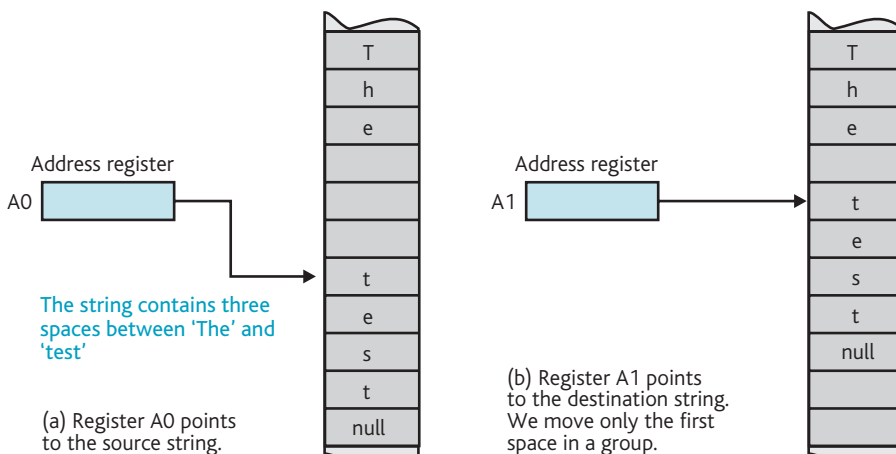 T
h
e
t
e
s
t
null
Address register
A0
The string contains three
spaces between ‘The’ and
‘test’
(a) Register A0 points
to the source string.
T
h
e
t
e
s
t
null
Address register
A1
(b) Register A1 points
to the destination string.
We move only the first
space in a group.